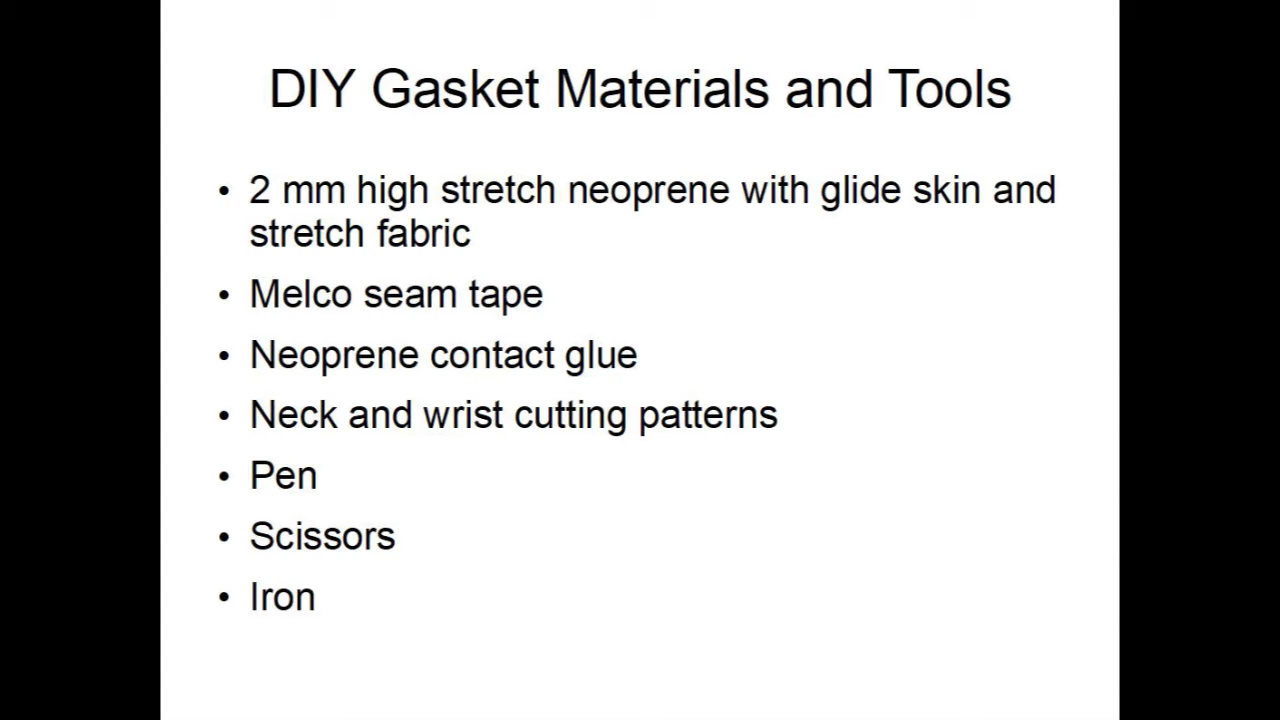 DIY Gasket Materials and Tools
• 2 mm high stretch neoprene with glide skin and
stretch fabric
• Melco seam tape
• Neoprene contact glue
• Neck and wrist cutting patterns
• Pen
• Scissors
• Iron